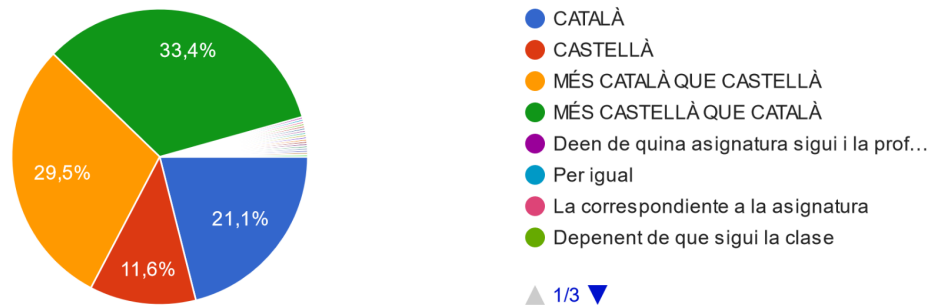 33,4%
29,5%
21,1%
11,6%
CATALÀ
CASTELLÀ
MÉS CATALÀ QUE CASTELLÀ
MÉS CASTELLÀ QUE CATALÀ
Deen de quina asignatura sigui i la prof…
Per igual
La correspondiente a la asignatura
Depenent de que sigui la clase
1/3